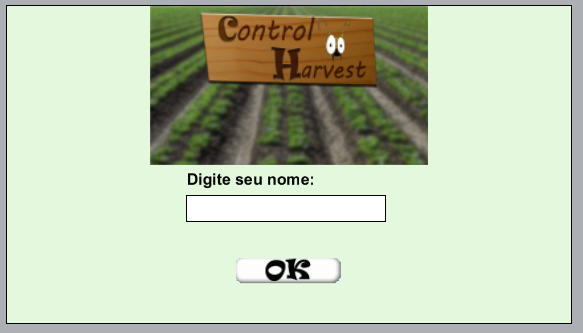 Control
Harvest
Digite seu nome:
OK